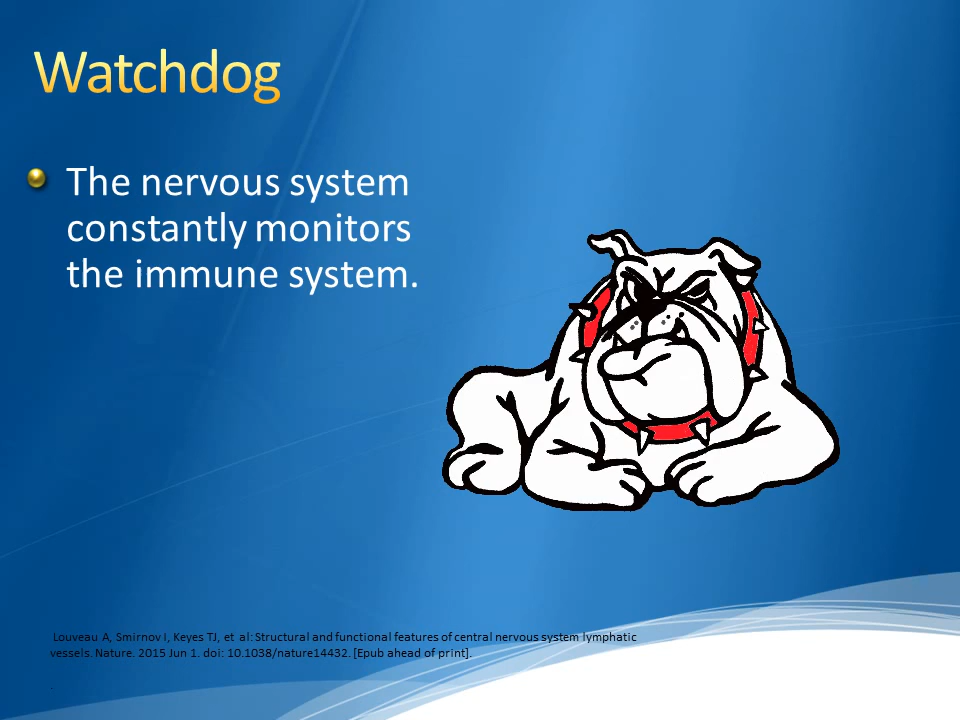 Watchdog
The nervous system
constantly monitors
the immune system.
Louveau A, Smirnov I, Keyes TJ, et al: Structural and functional features of central nervous system lymphatic
vessels. Nature. 2015 Jun 1. doi: 10.1038/nature14432. [Epub ahead of print].
.